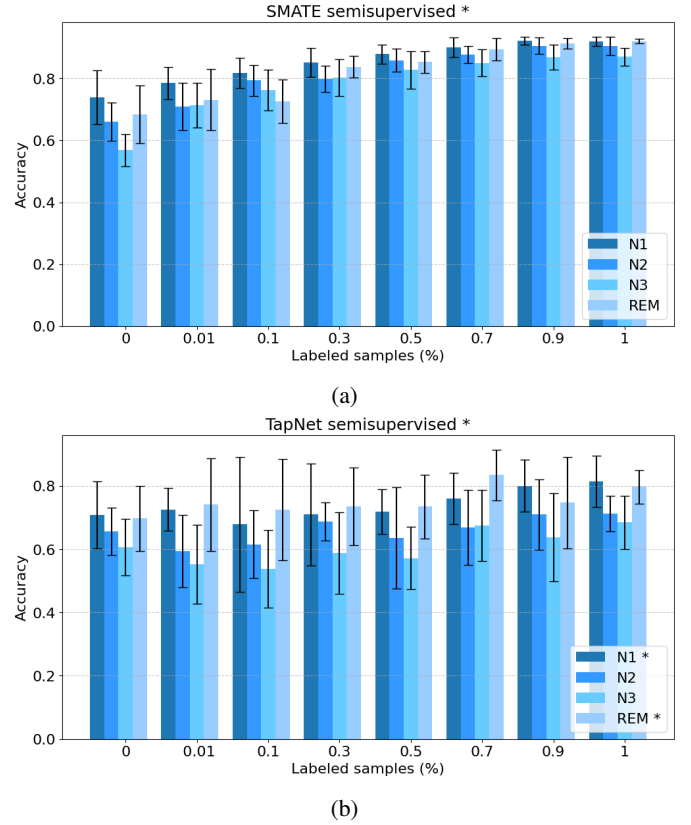 SMATE semisupervised *
Accuracy
0.8
0.6
0.4
0.2
0.0
N1
N2
N3
REM
0 0.01 0.1 0.3 0.5 0.7 0.9 1
Labeled samples (%)
(a)
TapNet semisupervised *
Accuracy
0.8
0.6
0.4
0.2
0.0
N1 *
N2
N3
REM *
0 0.01 0.1 0.3 0.5 0.7 0.9 1
Labeled samples (%)
(b)